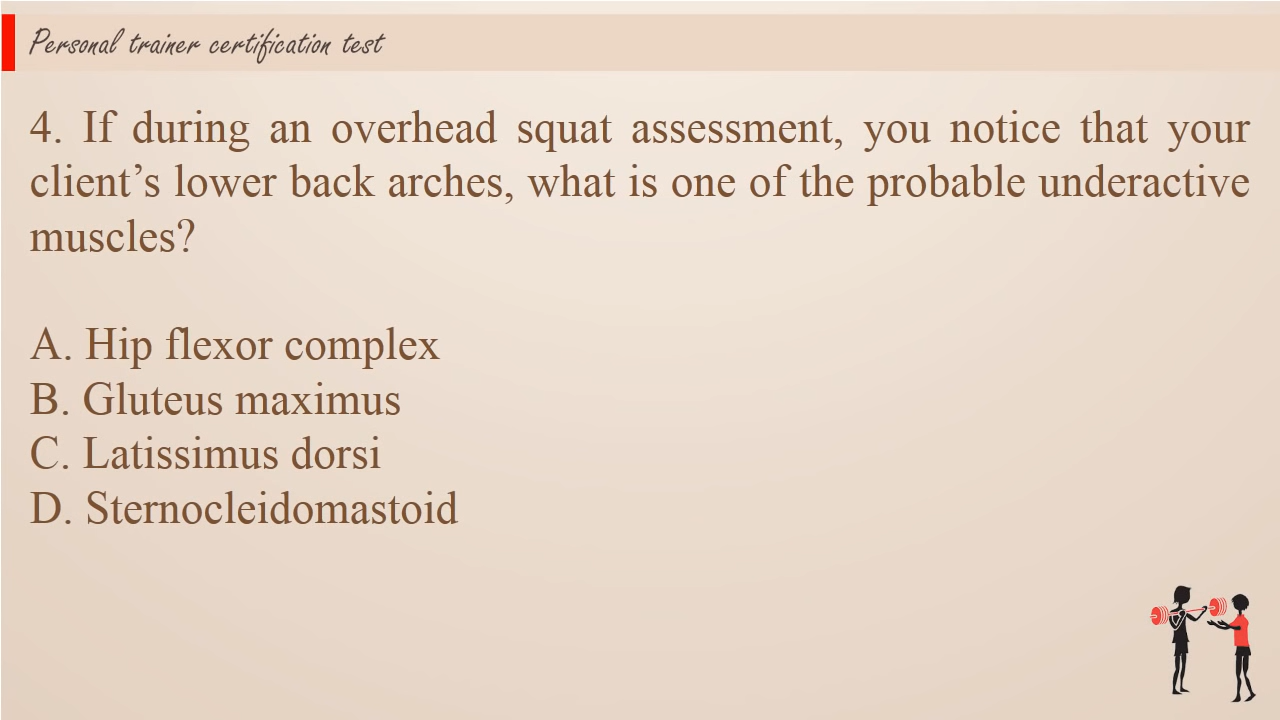 Personal trainer certification test
4. If during an overhead squat assessment, you notice that your
client’s lower back arches, what is one of the probable underactive
muscles?
A. Hip flexor complex
B. Gluteus maximus
C. Latissimus dorsi
D. Sternocleidomastoid